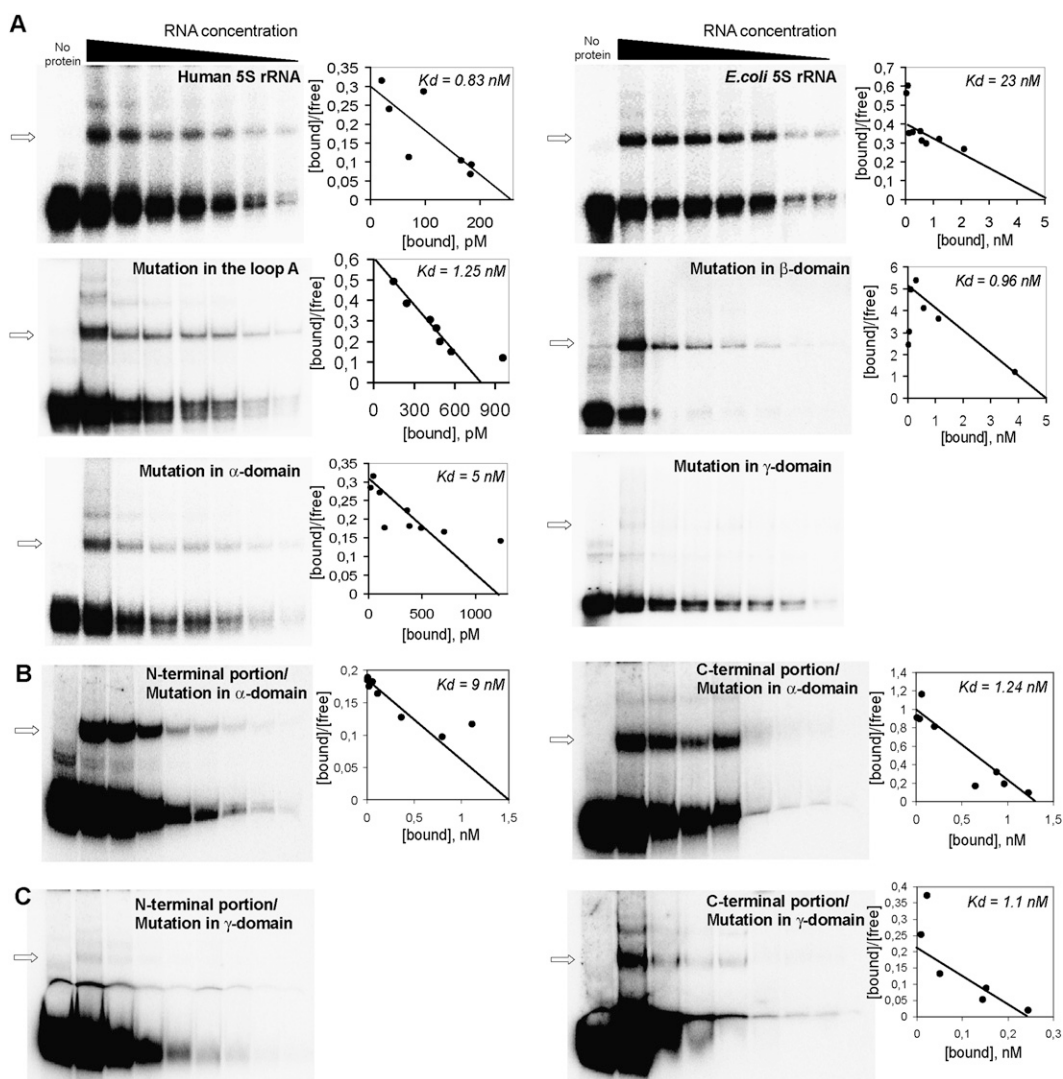 A
RNA concentration
No protein
Human 5S rRNA
Kd = 0.83 nM
[bound]/[free]
0,35
0,3
0,25
0,2
0,15
0,1
0,05
0
0 100 200
[bound], pM
RNA concentration
No protein
E.coli 5S rRNA
Kd = 23 nM
[bound]/[free]
0,7
0,6
0,5
0,4
0,3
0,2
0,1
0
0 1 2 3 4 5
[bound], nM
Mutation in the loop A
Kd = 1.25 nM
[bound]/[free]
0,6
0,5
0,4
0,3
0,2
0,1
0
0 300 600 900
[bound], pM
Mutation in β-domain
Kd = 0.96 nM
[bound]/[free]
6
5
4
3
2
1
0
0 1 2 3 4 5
[bound], nM
Mutation in α-domain
Kd = 5 nM
[bound]/[free]
0,35
0,3
0,25
0,2
0,15
0,1
0,05
0
0 500 1000
[bound], pM
Mutation in γ-domain
B
N-terminal portion/
Mutation in α-domain
Kd = 9 nM
[bound]/[free]
0,2
0,15
0,1
0,05
0
0 0,5 1 1,5
[bound], nM
C-terminal portion/
Mutation in α-domain
Kd = 1.24 nM
[bound]/[free]
1,4
1,2
1
0,8
0,6
0,4
0,2
0
0 0,5 1 1,5
[bound], nM
C
N-terminal portion/
Mutation in γ-domain
C-terminal portion/
Mutation in γ-domain
Kd = 1.1 nM
[bound]/[free]
0,4
0,35
0,3
0,25
0,2
0,15
0,1
0,05
0
0 0,1 0,2 0,3
[bound], nM